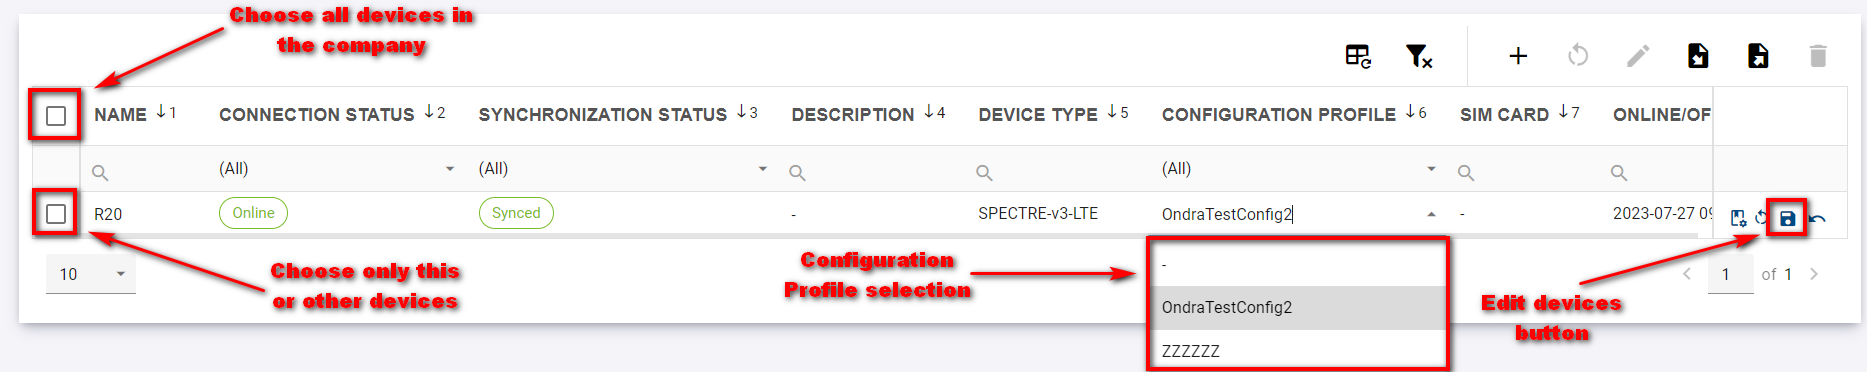 Choose all devices in
the company
NAME ↓1 CONNECTION STATUS ↓2 SYNCHRONIZATION STATUS ↓3 DESCRIPTION ↓4 DEVICE TYPE ↓5 CONFIGURATION PROFILE ↓6 SIM CARD ↓7 ONLINE/OF
(All) (All) (All)
R20 Online Synced - SPECTRE-v3-LTE OndraTestConfig2 - 2023-07-27 09
10
Choose only this
or other devices
Configuration
Profile selection
-
OndraTestConfig2
ZZZZZZ
1 of 1
Edit devices
button